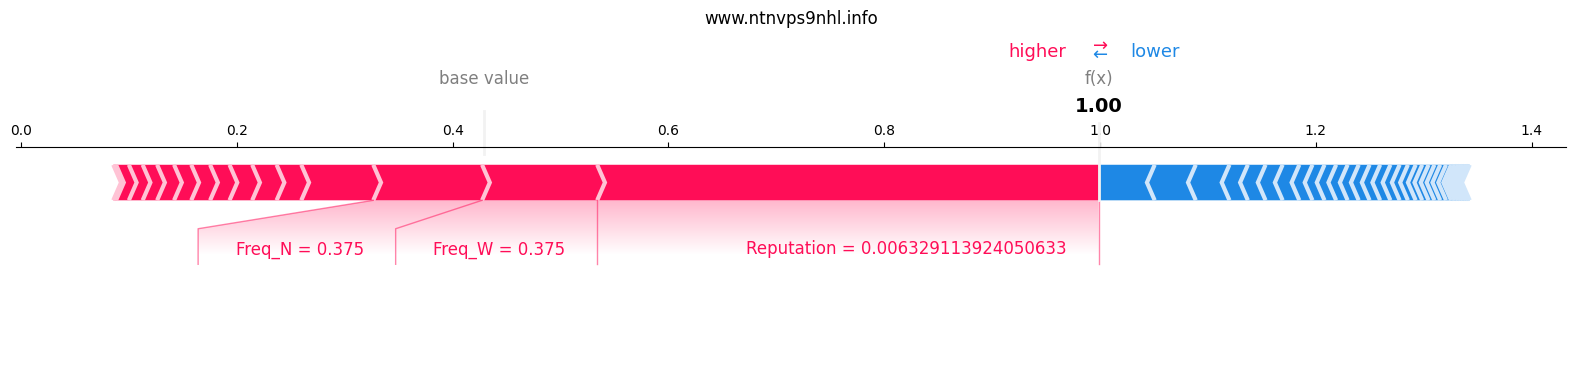 www.ntnvps9nhl.info
higher ⇄ lower
base value f(x)
1.00
0.0 0.2 0.4 0.6 0.8 1.0 1.2 1.4
Freq_N = 0.375 Freq_W = 0.375 Reputation = 0.006329113924050633